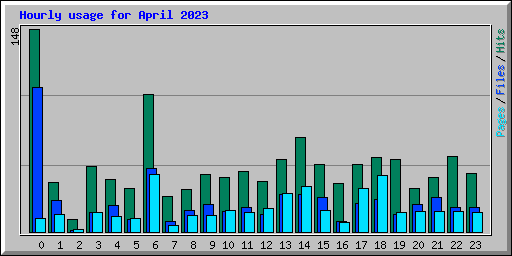 Hourly usage for April 2023
148
Pages/Files/Hits
0 1 2 3 4 5 6 7 8 9 10 11 12 13 14 15 16 17 18 19 20 21 22 23